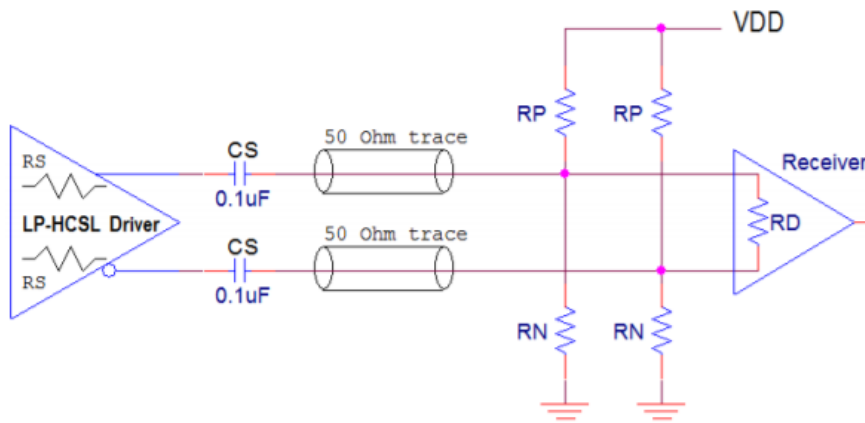 VDD
RP
RP
50 Ohm trace
CS
Receiver
RS
0.1uF
RD
LP-HCSL Driver
50 Ohm trace
CS
RS
0.1uF
RN
RN